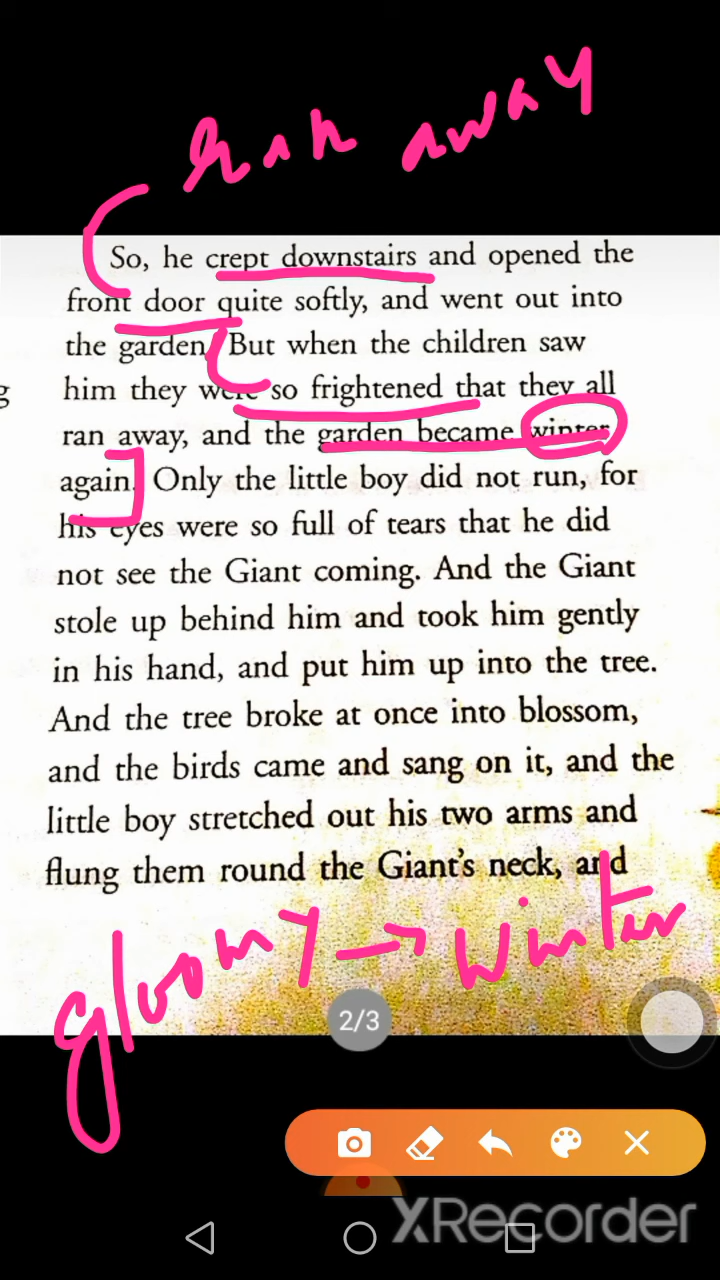 Ran away
So, he crept downstairs and opened the
front door quite softly, and went out into
the garden. But when the children saw
him they were so frightened that they all
ran away, and the garden became winter
again. Only the little boy did not run, for
his eyes were so full of tears that he did
not see the Giant coming. And the Giant
stole up behind him and took him gently
in his hand, and put him up into the tree.
And the tree broke at once into blossom,
and the birds came and sang on it, and the
little boy stretched out his two arms and
flung them round the Giant's neck, and
gloomy → winter
2/3
XRecorder